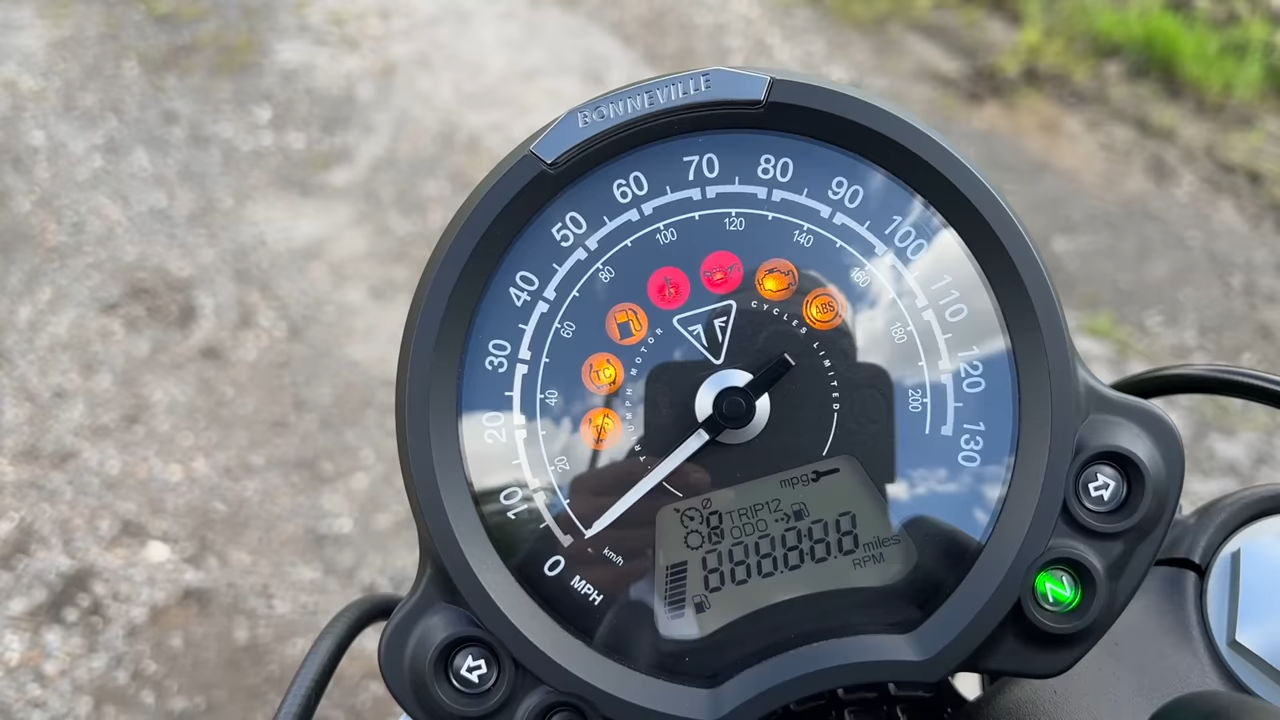 BONNEVILLE
0 10 20 30 40 50 60 70 80 90 100 110 120 130
MPH
20 40 60 80 100 120 140 160 180 200
km/h
TC
ABS
TRIUMPH MOTOR CYCLES LIMITED
mpg
TRIP12
ODO
888888
miles
RPM
N